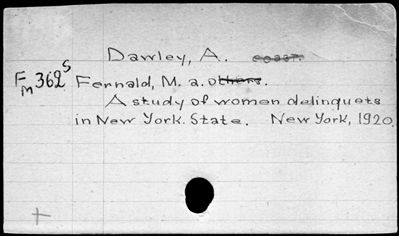 Dawley, A.
F M 362 S Fernald, M. a. others.
A study of women delinquets
in New York. State. New York, 1920